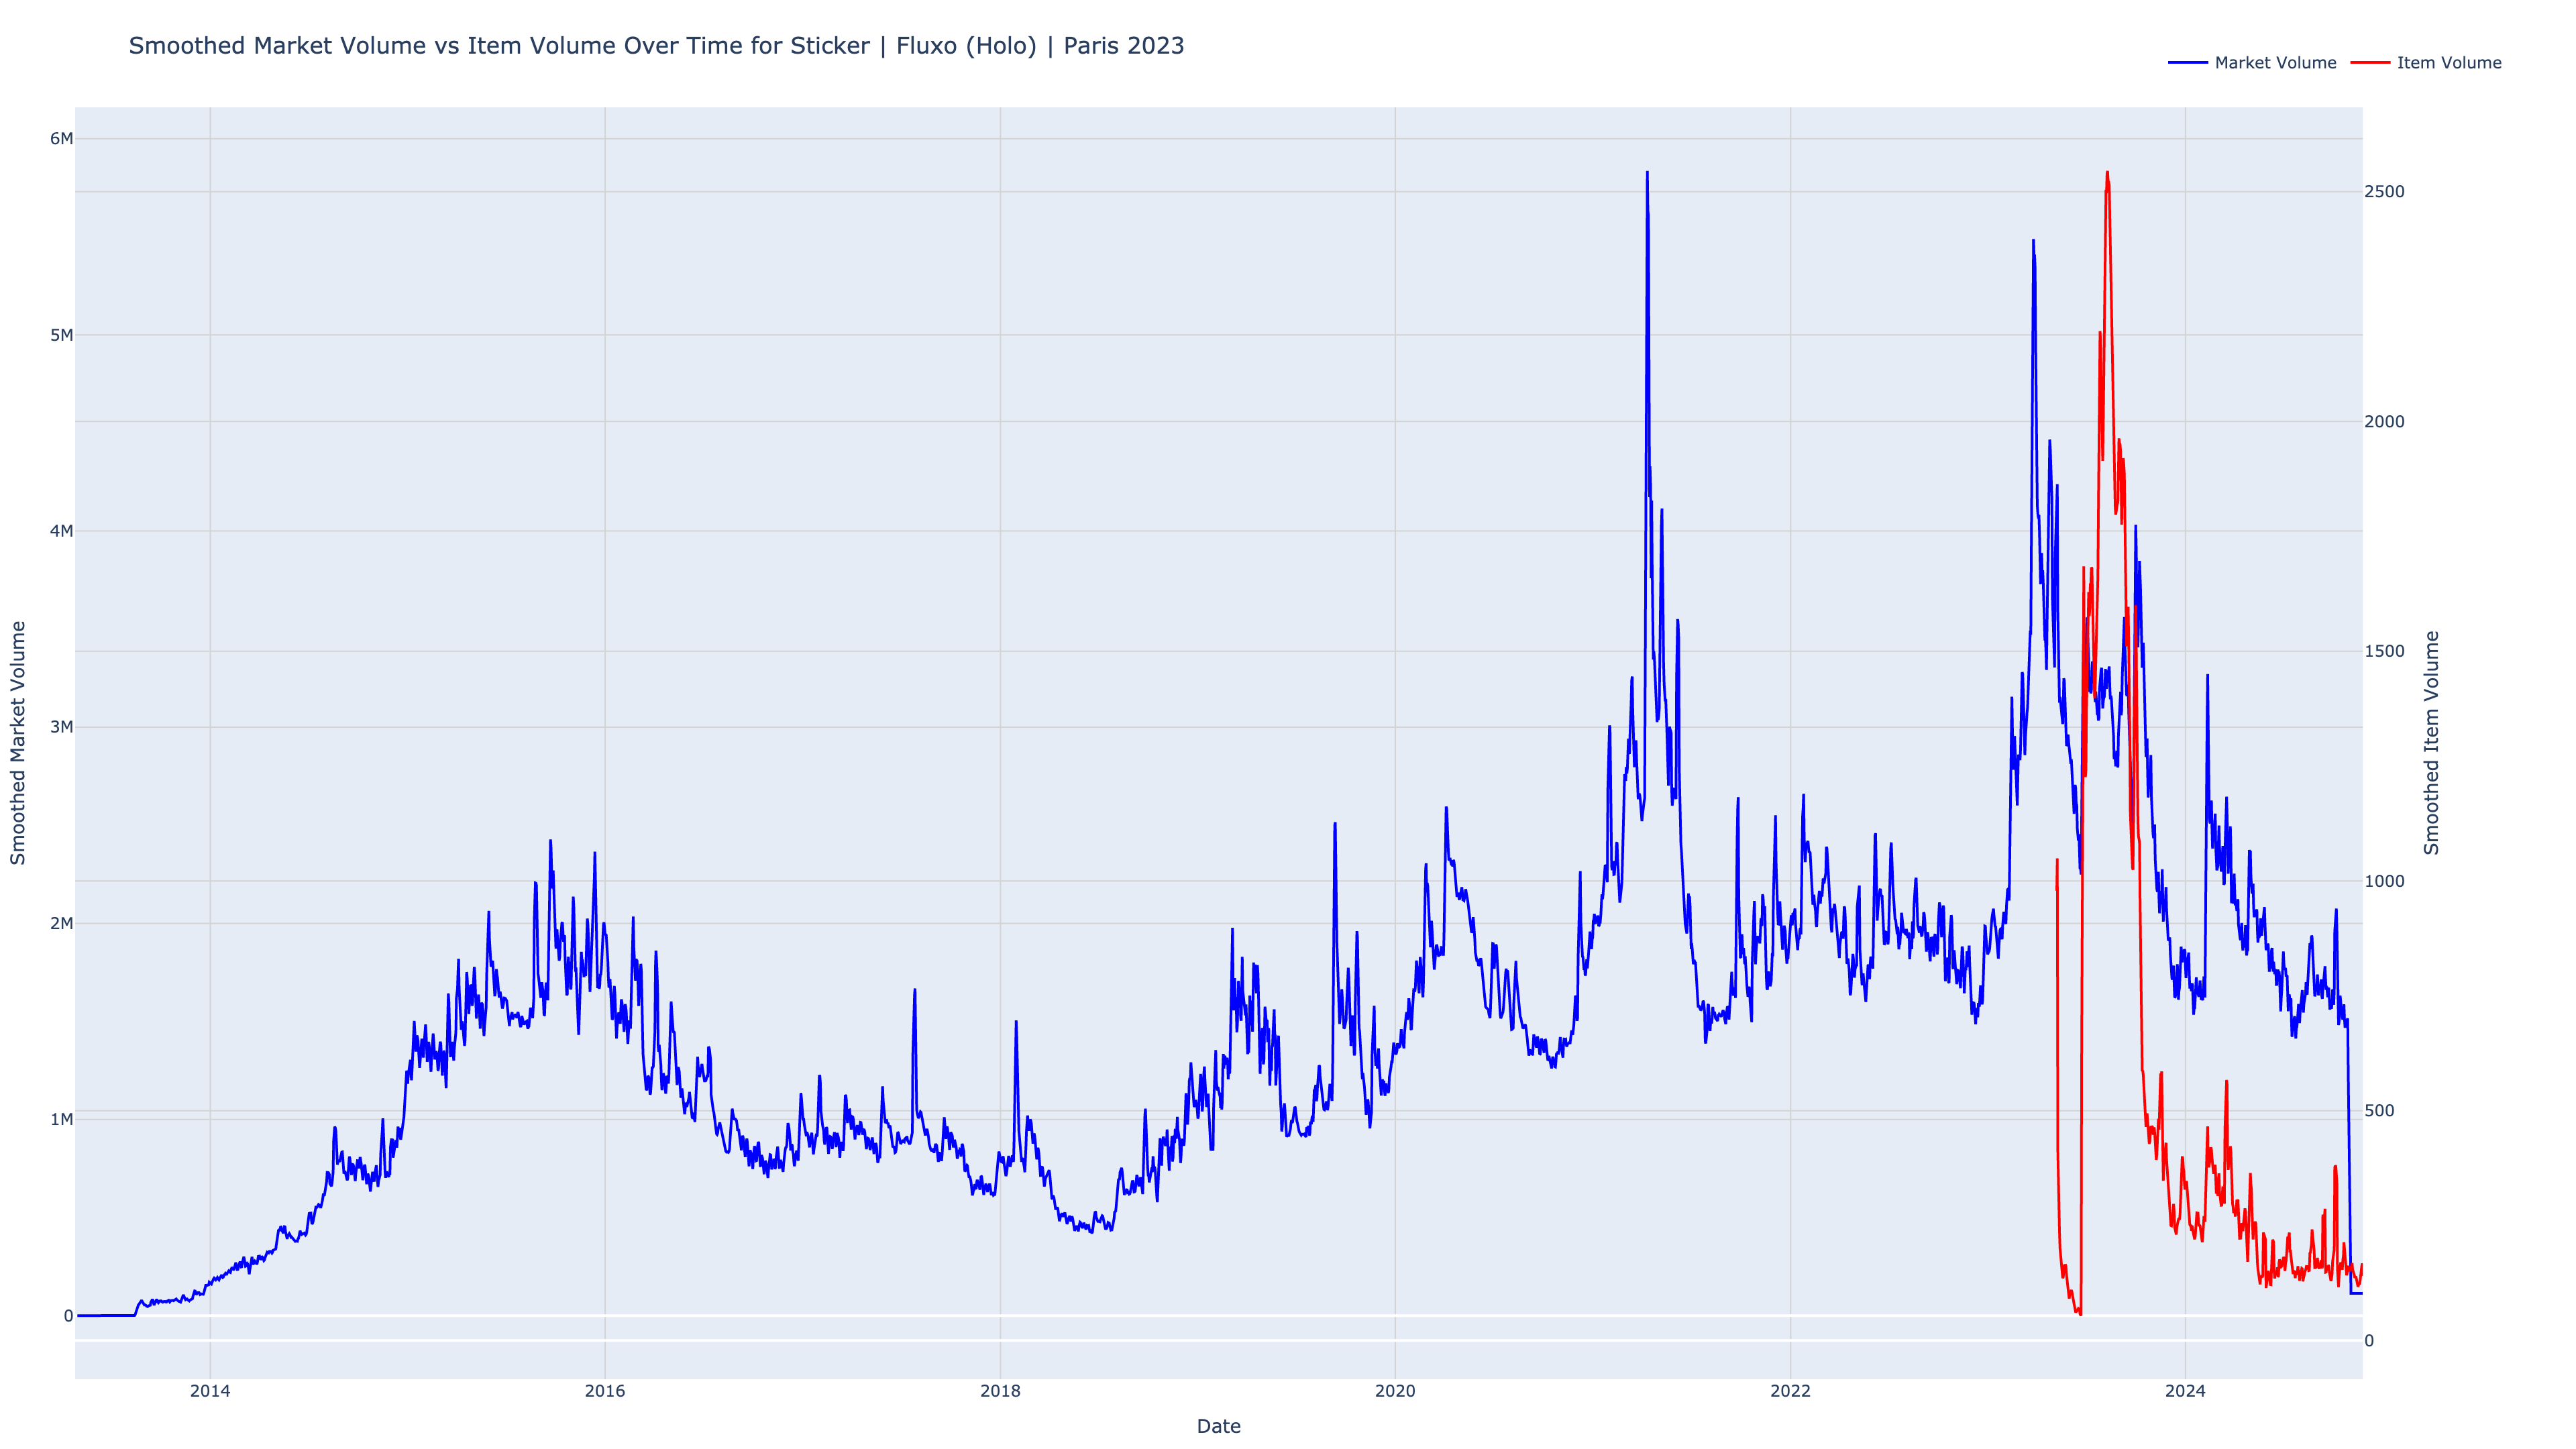 Smoothed Market Volume vs Item Volume Over Time for Sticker | Fluxo (Holo) | Paris 2023
Market Volume
Item Volume
6M
5M
4M
3M
2M
1M
0
Smoothed Market Volume
2500
2000
1500
1000
500
0
Smoothed Item Volume
2014
2016
2018
2020
2022
2024
Date